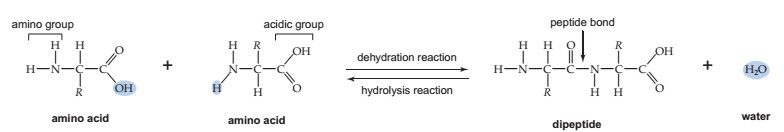 amino group
acidic group
peptide bond
H H
O
H–N–C–C
OH
R
amino acid
+
H R
OH
N–C–C
H
H
O
amino acid
dehydration reaction
hydrolysis reaction
H H O R
OH
H–N–C–C–N–C–C
R H H
O
dipeptide
+
H₂O
water